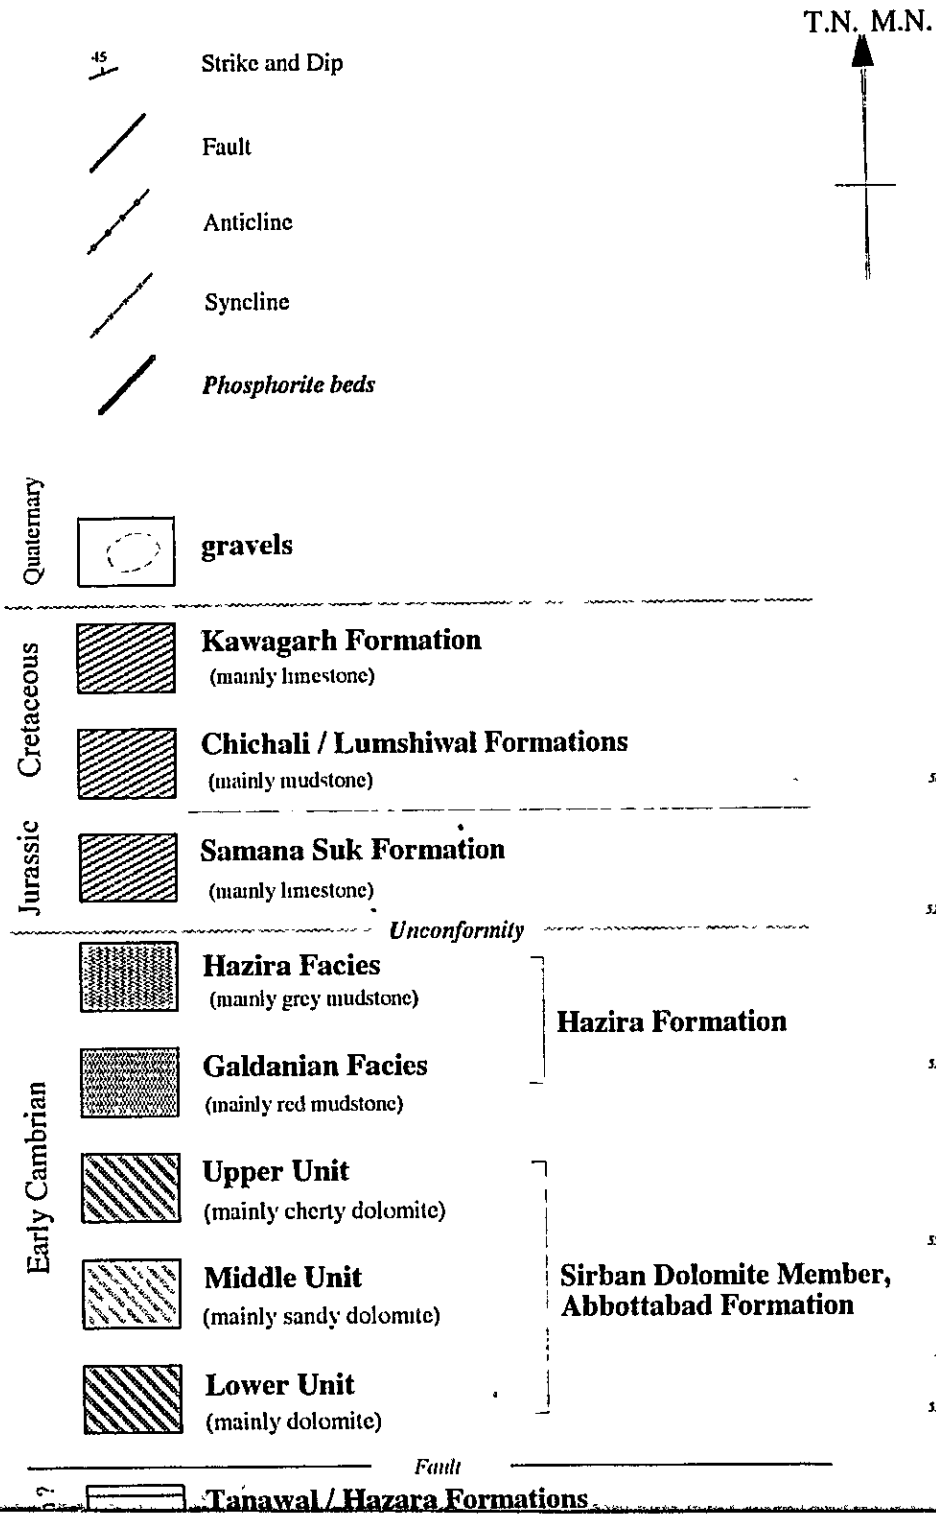 T.N. M.N.
45
Strike and Dip
Fault
Anticline
Syncline
Phosphorite beds
Quaternary
gravels
Cretaceous
Kawagarh Formation
(mainly limestone)
Chichali / Lumshiwal Formations
(mainly mudstone)
Jurassic
Samana Suk Formation
(mainly limestone)
Unconformity
Early Cambrian
Hazira Facies
(mainly grey mudstone)
Hazira Formation
Galdanian Facies
(mainly red mudstone)
Upper Unit
(mainly cherty dolomite)
Middle Unit
(mainly sandy dolomite)
Sirban Dolomite Member,
Abbottabad Formation
Lower Unit
(mainly dolomite)
Fault
?
Tanawal / Hazara Formations